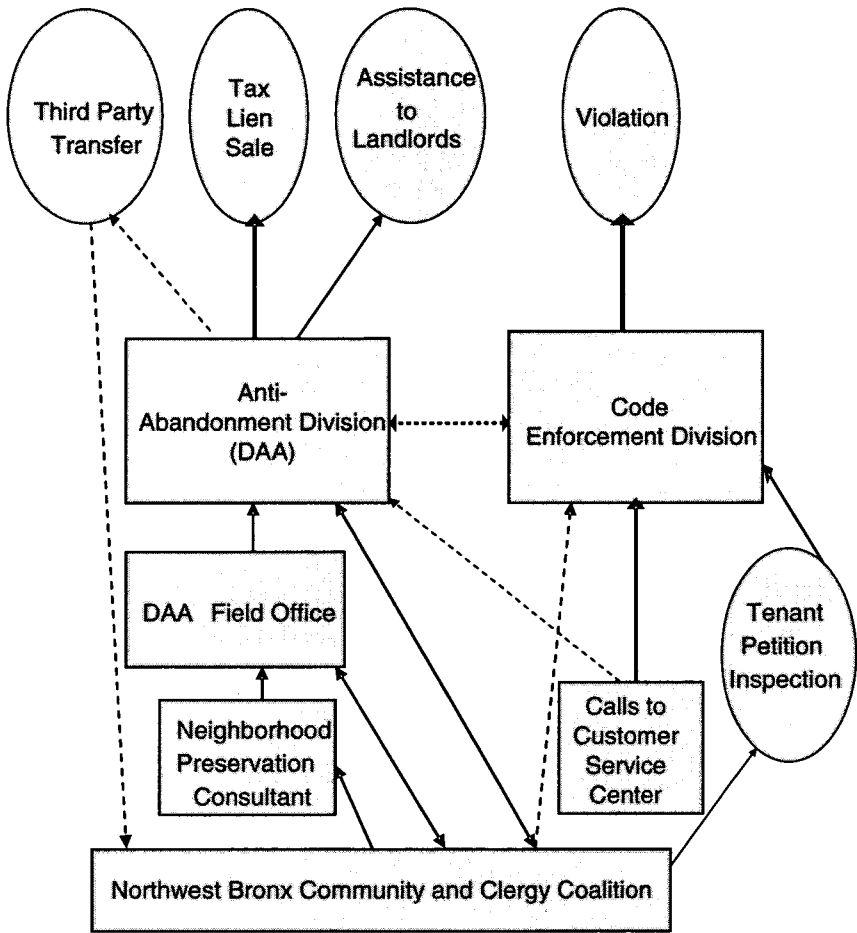 Third Party
Transfer
Tax
Lien
Sale
Assistance
to
Landlords
Violation
Anti-
Abandonment Division
(DAA)
Code
Enforcement Division
DAA Field Office
Tenant
Petition
Inspection
Neighborhood
Preservation
Consultant
Calls to
Customer
Service
Center
Northwest Bronx Community and Clergy Coalition